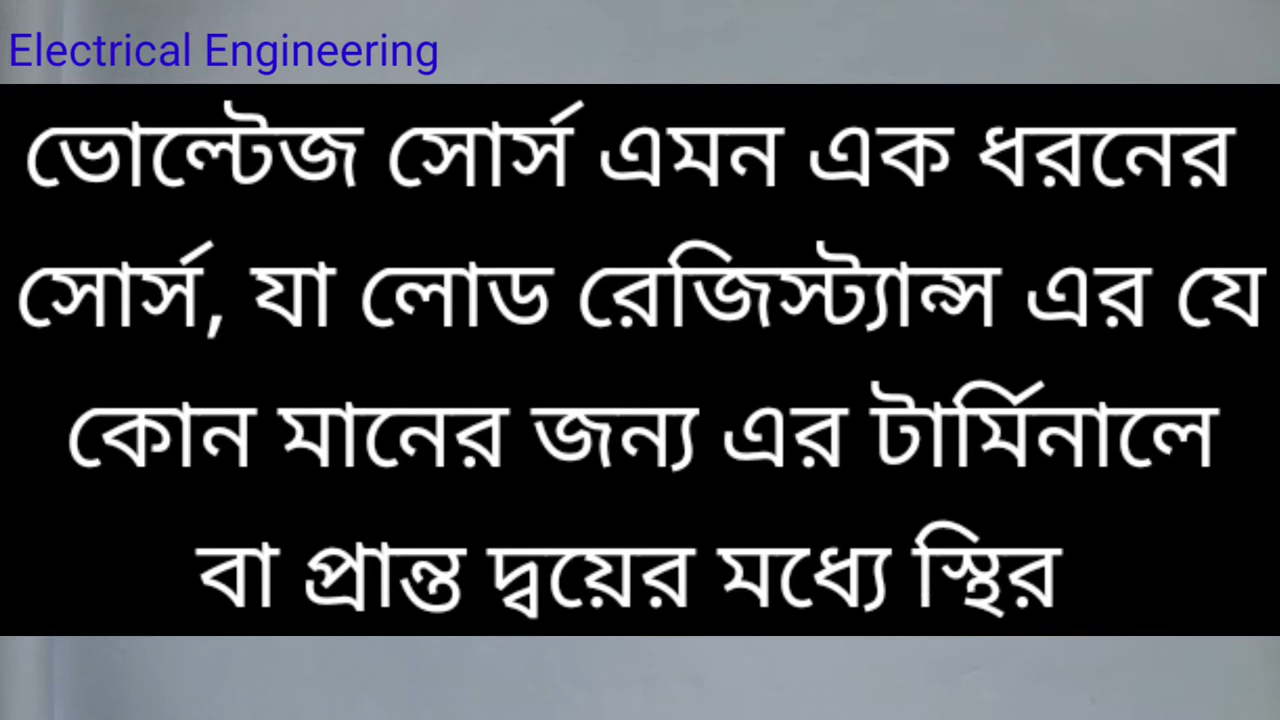 Electrical Engineering
ভোল্টেজ সোর্স এমন এক ধরনের
সোর্স, যা লোড রেজিস্ট্যান্স এর যে
কোন মানের জন্য এর টার্মিনালে
বা প্রান্ত দ্বয়ের মধ্যে স্থির